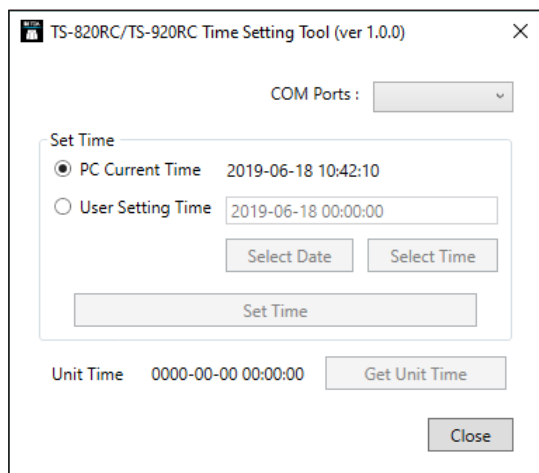 TS-820RC/TS-920RC Time Setting Tool (ver 1.0.0)
COM Ports :
Set Time
PC Current Time 2019-06-18 10:42:10
User Setting Time 2019-06-18 00:00:00
Select Date Select Time
Set Time
Unit Time 0000-00-00 00:00:00 Get Unit Time
Close